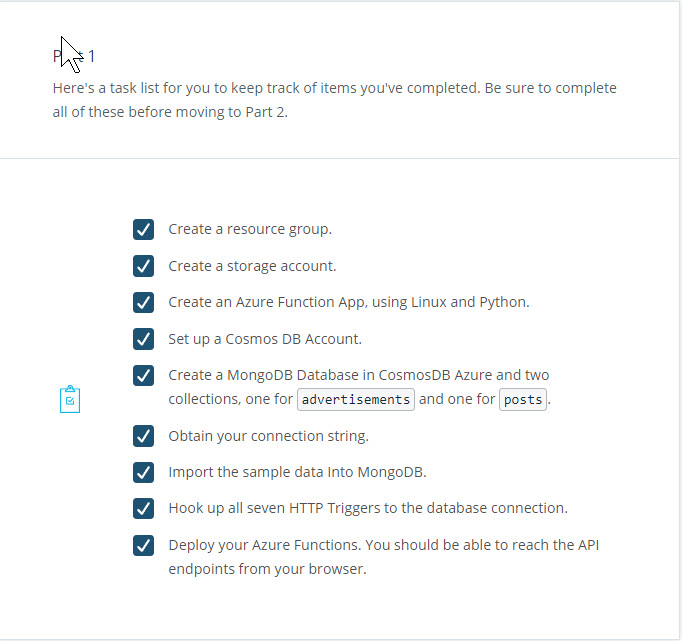 1
Here's a task list for you to keep track of items you've completed. Be sure to complete
all of these before moving to Part 2.
Create a resource group.
Create a storage account.
Create an Azure Function App, using Linux and Python.
Set up a Cosmos DB Account.
Create a MongoDB Database in CosmosDB Azure and two
collections, one for advertisements and one for posts.
Obtain your connection string.
Import the sample data Into MongoDB.
Hook up all seven HTTP Triggers to the database connection.
Deploy your Azure Functions. You should be able to reach the API
endpoints from your browser.